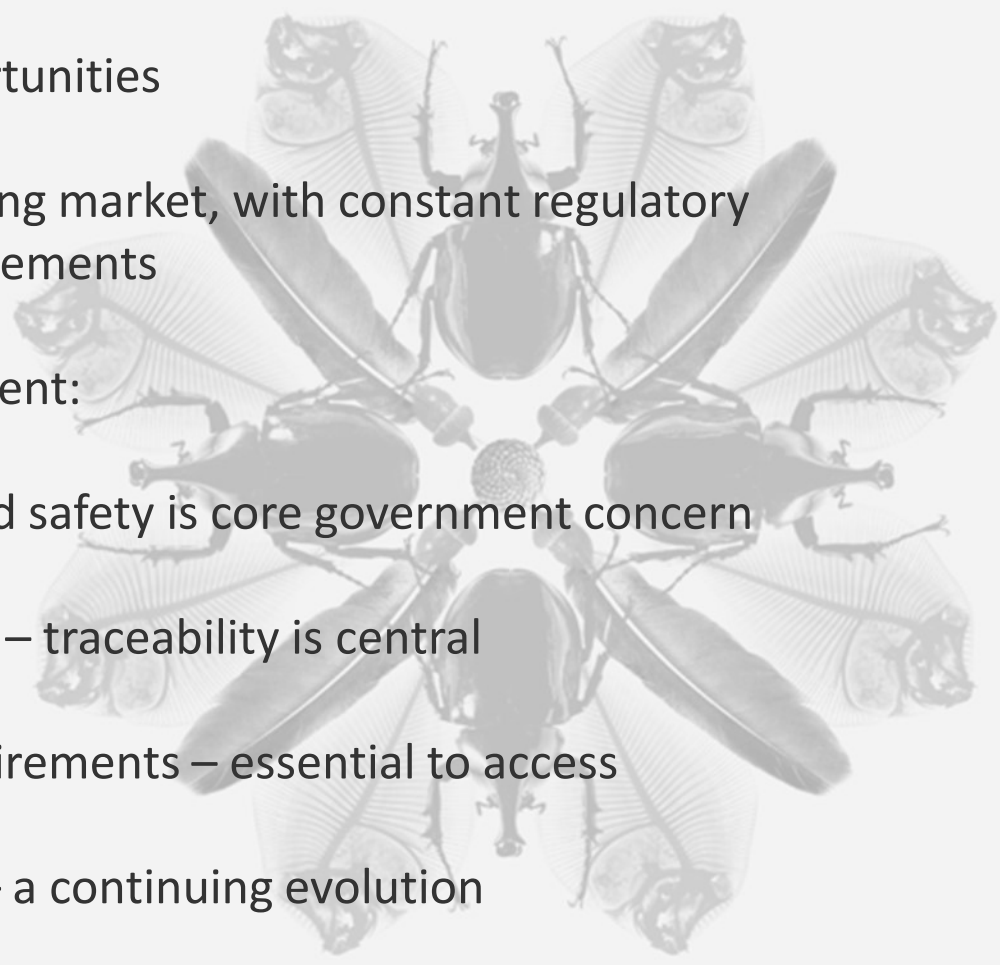 rtunities
ng market, with constant regulatory
ements
ent:
d safety is core government concern
– traceability is central
irements – essential to access
- a continuing evolution